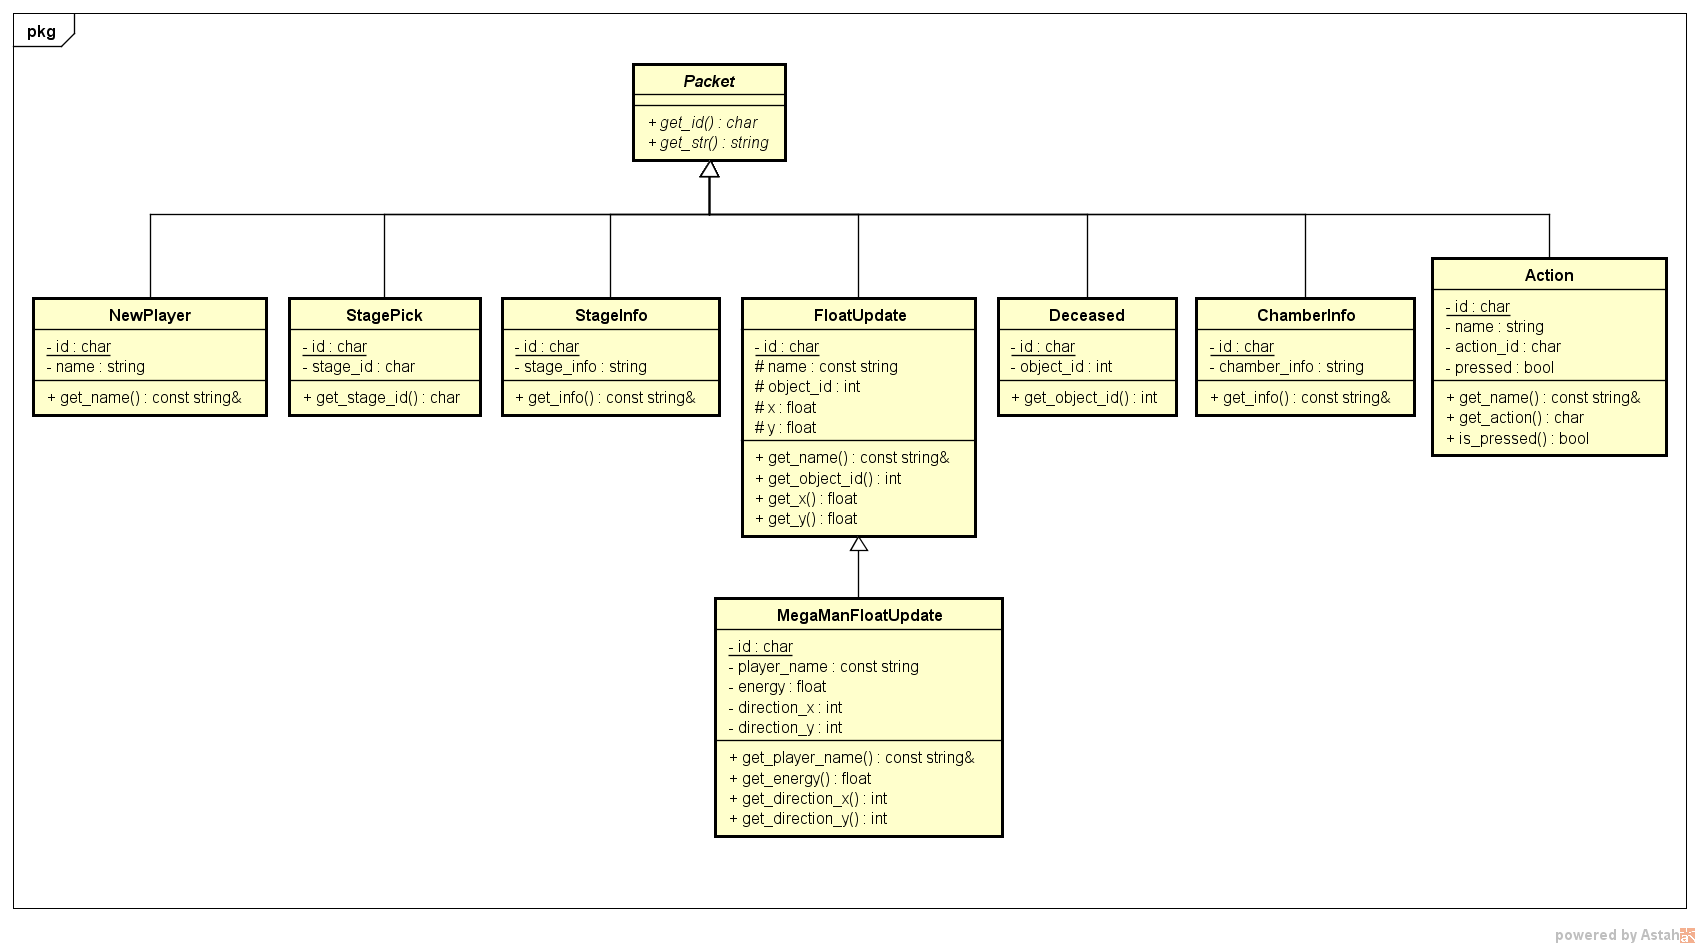 pkg
Packet
+ get_id() : char
+ get_str() : string
NewPlayer
- id : char
- name : string
+ get_name() : const string&
StagePick
- id : char
- stage_id : char
+ get_stage_id() : char
StageInfo
- id : char
- stage_info : string
+ get_info() : const string&
FloatUpdate
- id : char
# name : const string
# object_id : int
# x : float
# y : float
+ get_name() : const string&
+ get_object_id() : int
+ get_x() : float
+ get_y() : float
Deceased
- id : char
- object_id : int
+ get_object_id() : int
ChamberInfo
- id : char
- chamber_info : string
+ get_info() : const string&
Action
- id : char
- name : string
- action_id : char
- pressed : bool
+ get_name() : const string&
+ get_action() : char
+ is_pressed() : bool
MegaManFloatUpdate
- id : char
- player_name : const string
- energy : float
- direction_x : int
- direction_y : int
+ get_player_name() : const string&
+ get_energy() : float
+ get_direction_x() : int
+ get_direction_y() : int
powered by Astah